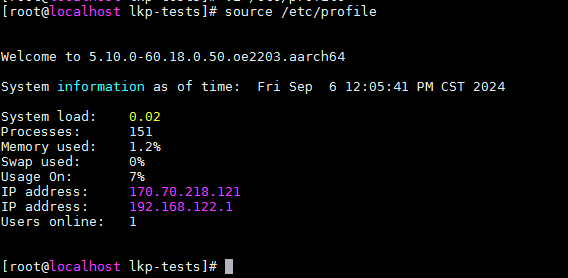 [root@localhost lkp-tests]# source /etc/profile
Welcome to 5.10.0-60.18.0.50.oe2203.aarch64
System information as of time:  Fri Sep  6 12:05:41 PM CST 2024
System load:    0.02
Processes:      151
Memory used:    1.2%
Swap used:      0%
Usage On:       7%
IP address:     170.70.218.121
IP address:     192.168.122.1
Users online:   1
[root@localhost lkp-tests]#